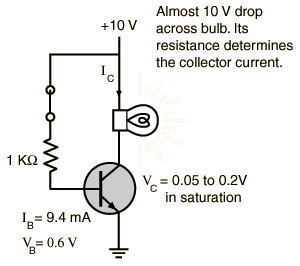 Almost 10 V drop
across bulb. Its
resistance determines
the collector current.
+10 V
I_C
1 KΩ
V_C = 0.05 to 0.2V
in saturation
I_B = 9.4 mA
V_B = 0.6 V